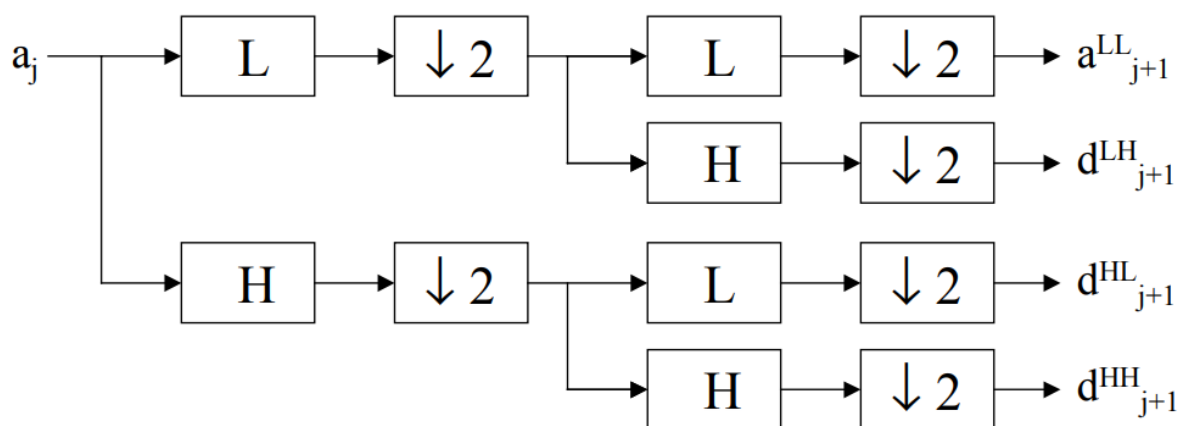 a_j L ↓2 L ↓2 a^LL_j+1
H ↓2 d^LH_j+1
H ↓2 L ↓2 d^HL_j+1
H ↓2 d^HH_j+1